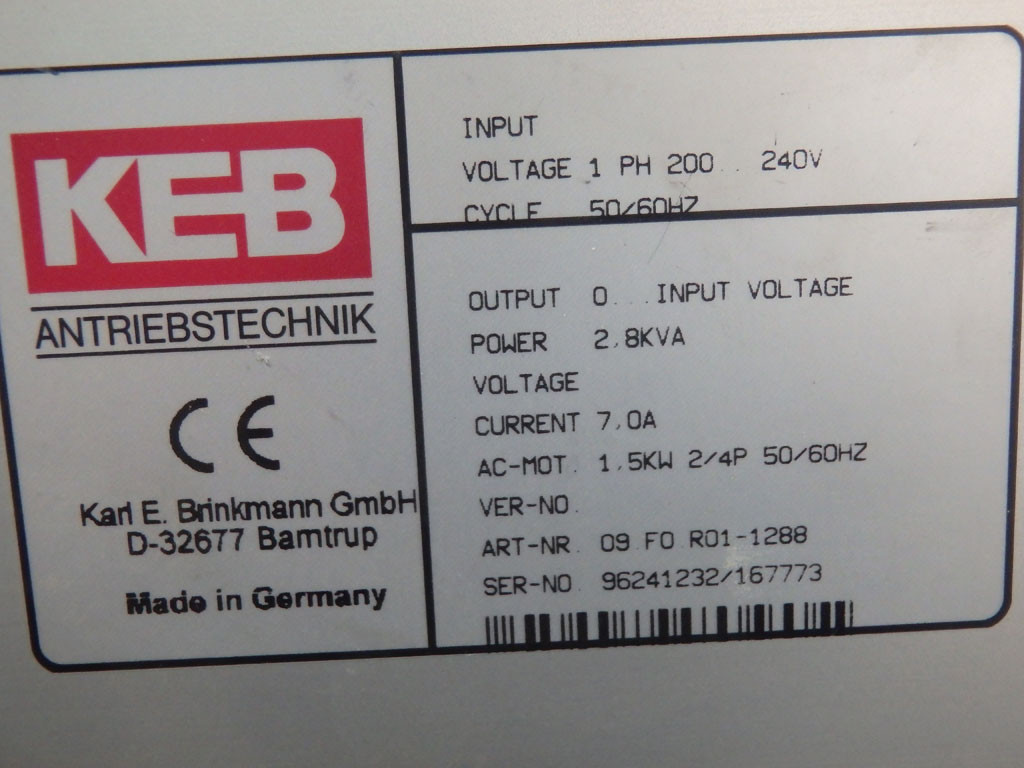 KEB
ANTRIEBSTECHNIK
CE
Karl E. Brinkmann GmbH
D-32677 Barntrup
Made in Germany
INPUT
VOLTAGE 1 PH 200 .. 240V
CYCLE 50/60HZ
OUTPUT 0 ... INPUT VOLTAGE
POWER 2,8KVA
VOLTAGE
CURRENT 7,0A
AC-MOT. 1,5KW 2/4P 50/60HZ
VER-NO.
ART-NR. 09.F0.R01-1288
SER-NO. 96241232/167773